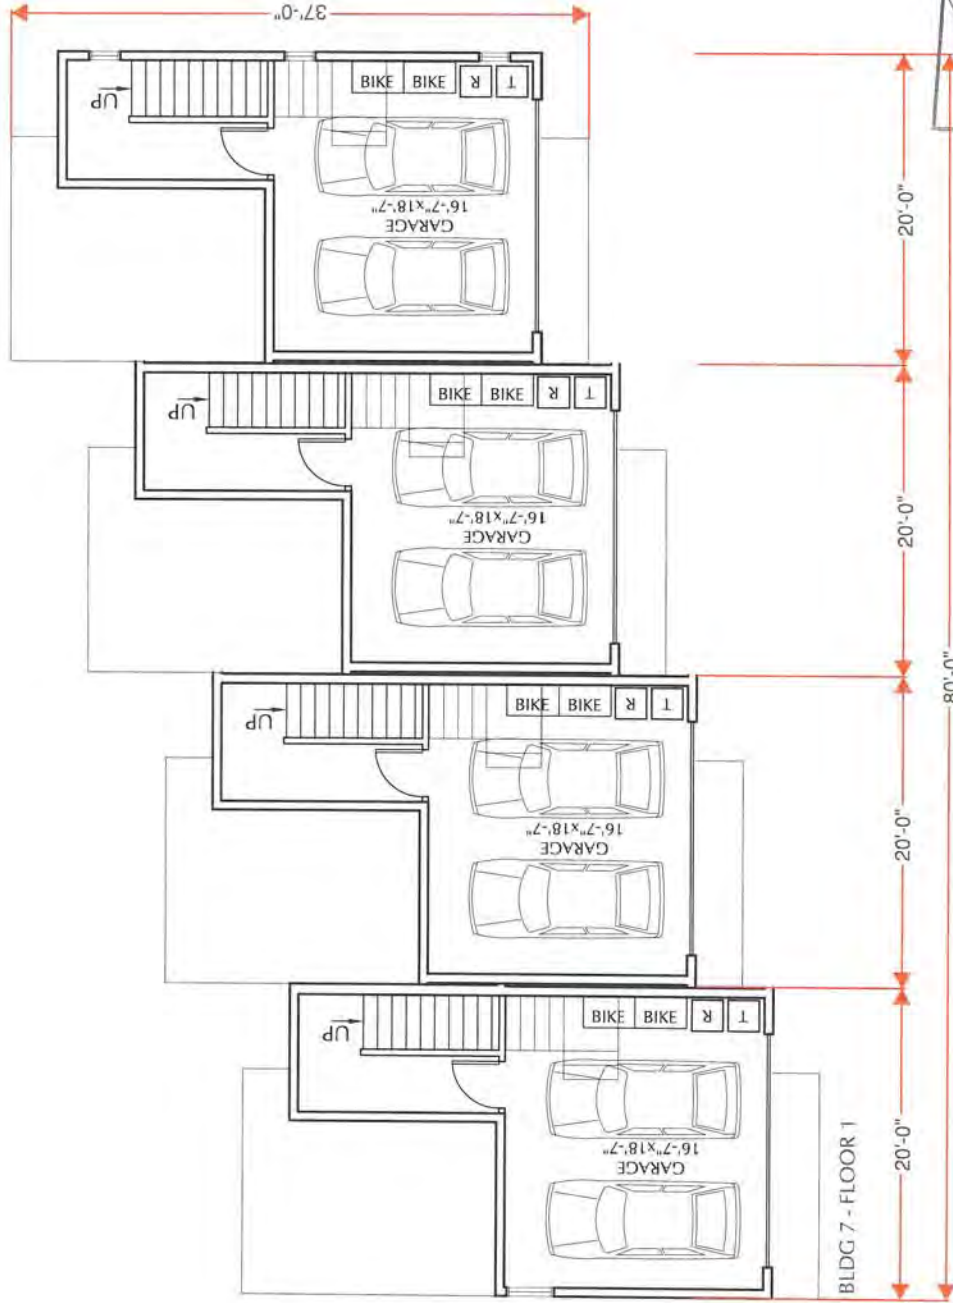 37'-0"
UP
BIKE BIKE R T
GARAGE
16'-7"x18'-7"
20'-0"
UP
BIKE BIKE R T
GARAGE
16'-7"x18'-7"
20'-0"
UP
BIKE BIKE R T
GARAGE
16'-7"x18'-7"
20'-0"
80'-0"
UP
BIKE BIKE R T
GARAGE
16'-7"x18'-7"
20'-0"
BLDG 7 - FLOOR 1